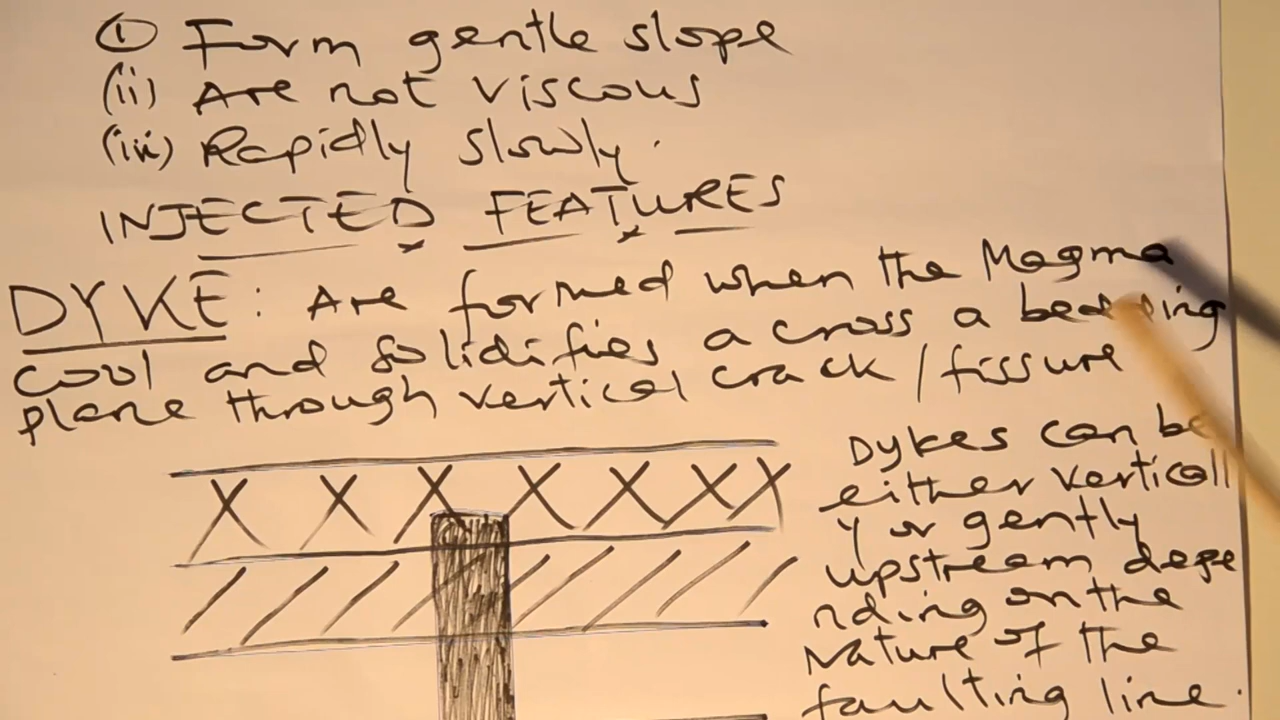 (i) Form gentle slope
(ii) Are not viscous
(iii) Rapidly slowly.
INJECTED FEATURES
DYKE: Are formed when the Magma
cool and solidifies across a bedding
plane through vertical crack/fissure
Dykes can be
either verticall
y or gently
upstream depe
nding on the
Nature of the
faulting line.